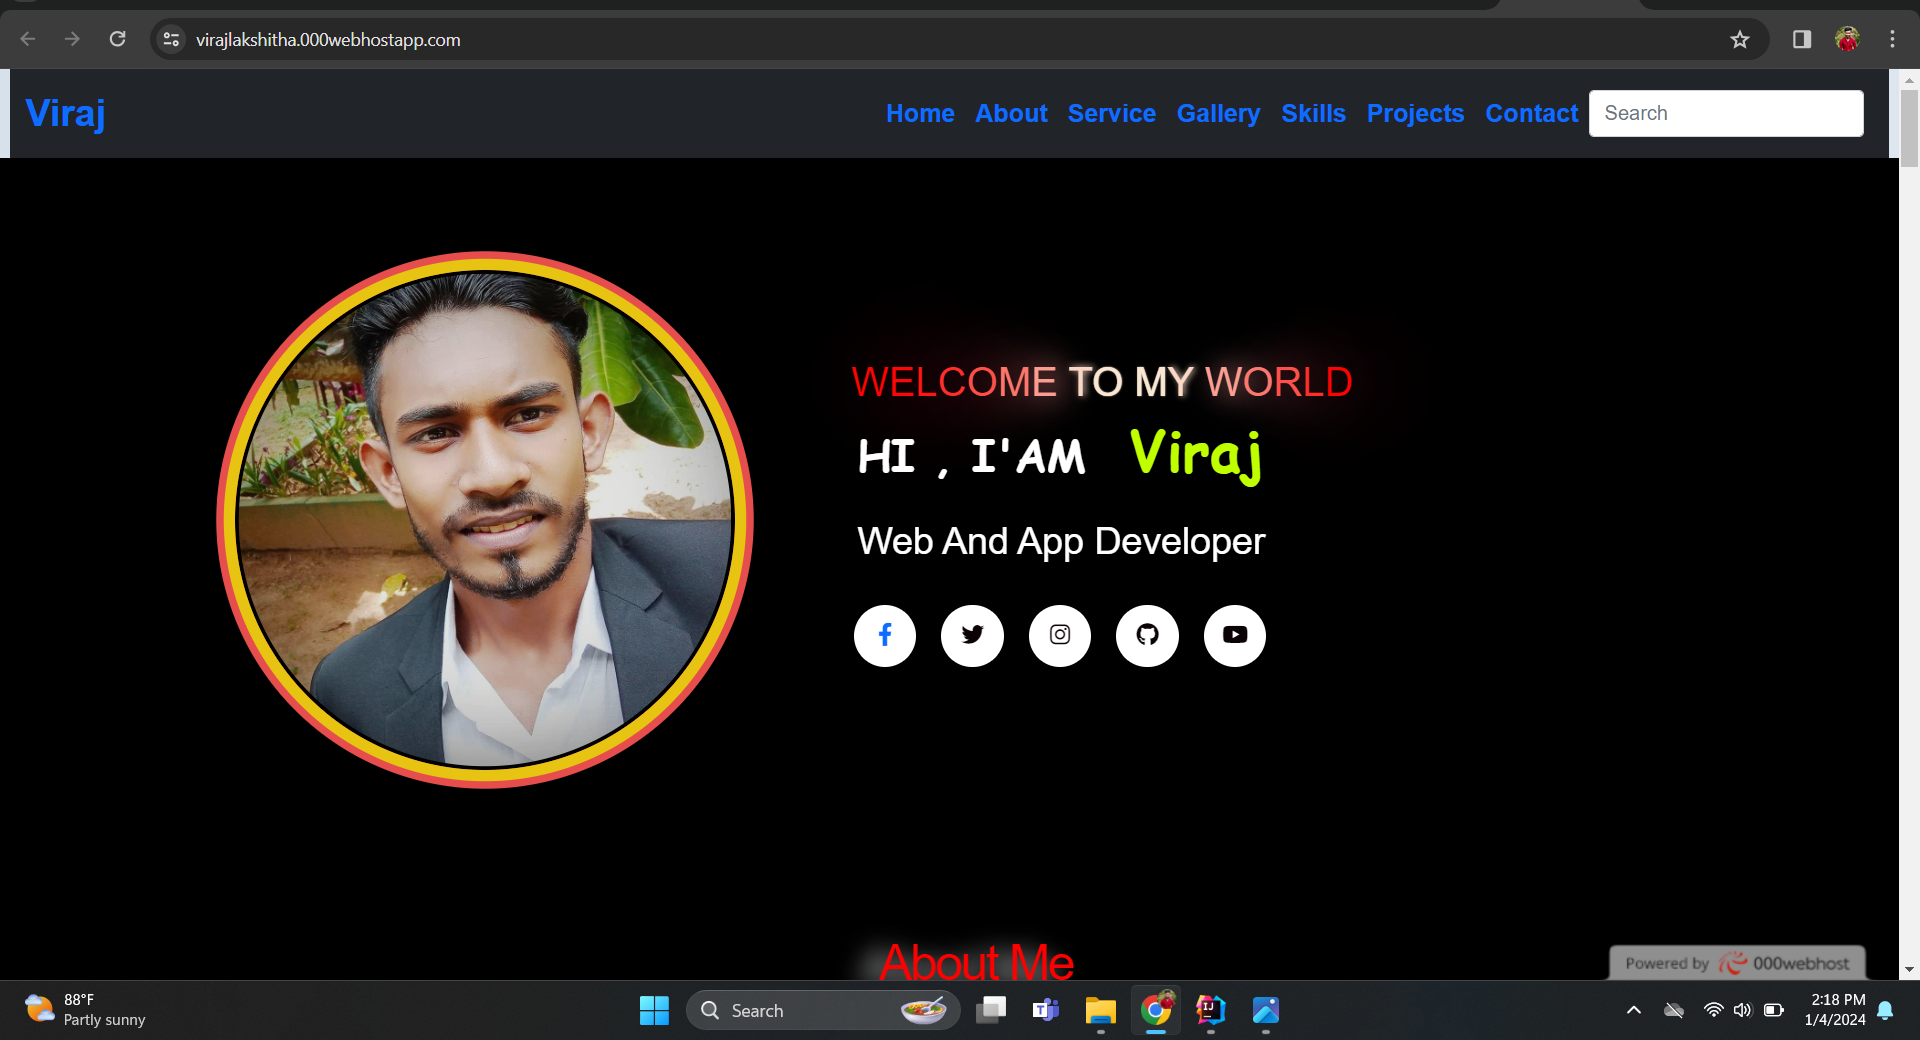 virajlakshitha.000webhostapp.com
Viraj
Home About Service Gallery Skills Projects Contact Search
WELCOME TO MY WORLD
HI , I'AM Viraj
Web And App Developer
About Me
Powered by 000webhost
88°F
Partly sunny
Search
2:18 PM
1/4/2024